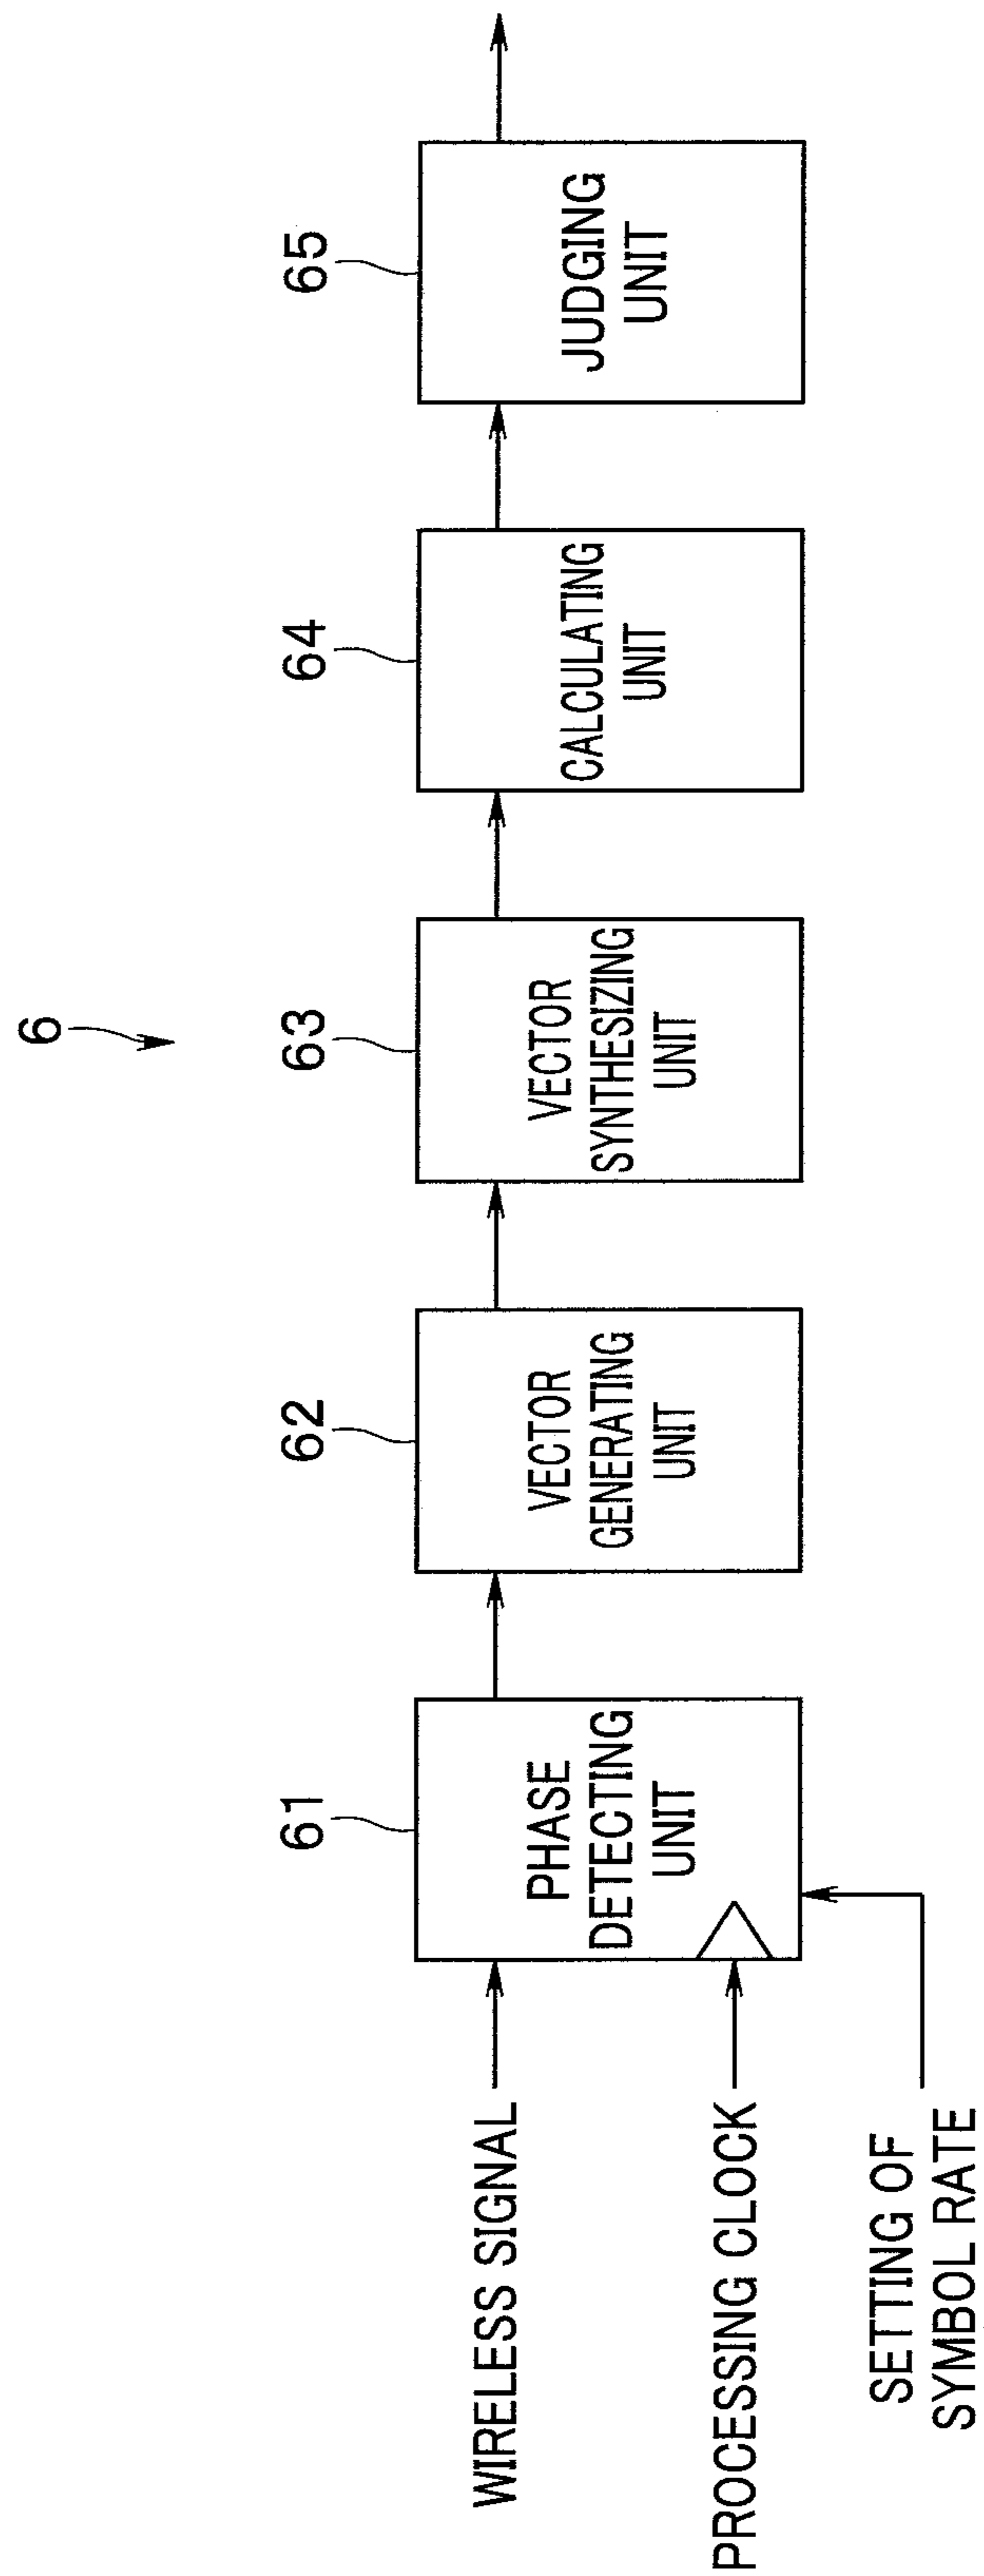 6
61
62
63
64
65
PHASE
DETECTING
UNIT
VECTOR
GENERATING
UNIT
VECTOR
SYNTHESIZING
UNIT
CALCULATING
UNIT
JUDGING
UNIT
WIRELESS SIGNAL
PROCESSING CLOCK
SETTING OF
SYMBOL RATE